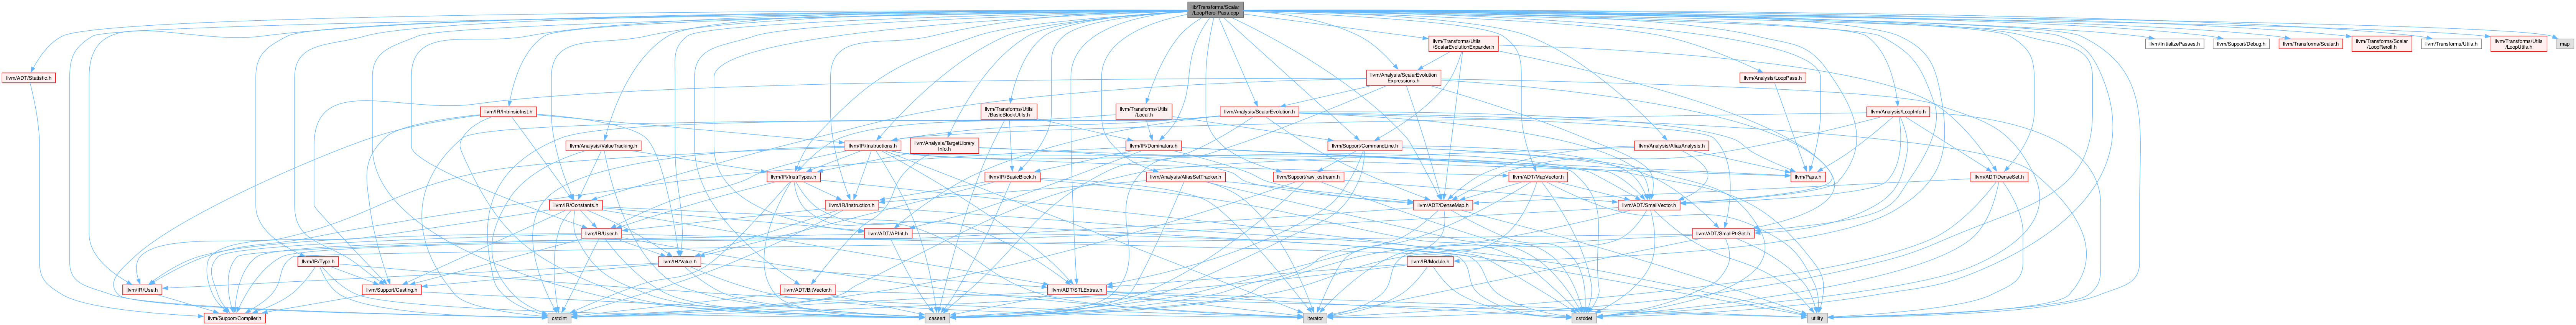 lib/Transforms/Scalar
/LoopRerollPass.cpp
llvm/Transforms/Utils
/ScalarEvolutionExpander.h
llvm/InitializePasses.h
llvm/Support/Debug.h
llvm/Transforms/Scalar.h
llvm/Transforms/Scalar
/LoopReroll.h
llvm/Transforms/Utils.h
llvm/Transforms/Utils
/LoopUtils.h
map
llvm/ADT/Statistic.h
llvm/Analysis/ScalarEvolution
Expressions.h
llvm/Analysis/LoopPass.h
llvm/IR/IntrinsicInst.h
llvm/Transforms/Utils
/BasicBlockUtils.h
llvm/Transforms/Utils
/Local.h
llvm/Analysis/ScalarEvolution.h
llvm/Analysis/LoopInfo.h
llvm/Analysis/ValueTracking.h
llvm/IR/Instructions.h
llvm/Analysis/TargetLibrary
Info.h
llvm/IR/Dominators.h
llvm/Support/CommandLine.h
llvm/Analysis/AliasAnalysis.h
llvm/IR/InstrTypes.h
llvm/IR/BasicBlock.h
llvm/Analysis/AliasSetTracker.h
llvm/Support/raw_ostream.h
llvm/ADT/MapVector.h
llvm/Pass.h
llvm/ADT/DenseSet.h
llvm/IR/Constants.h
llvm/IR/Instruction.h
llvm/ADT/DenseMap.h
llvm/ADT/SmallVector.h
llvm/IR/User.h
llvm/ADT/APInt.h
llvm/ADT/SmallPtrSet.h
llvm/IR/Type.h
llvm/IR/Value.h
llvm/IR/Module.h
llvm/IR/Use.h
llvm/Support/Casting.h
llvm/ADT/BitVector.h
llvm/ADT/STLExtras.h
llvm/Support/Compiler.h
cstdint
cassert
iterator
cstddef
utility